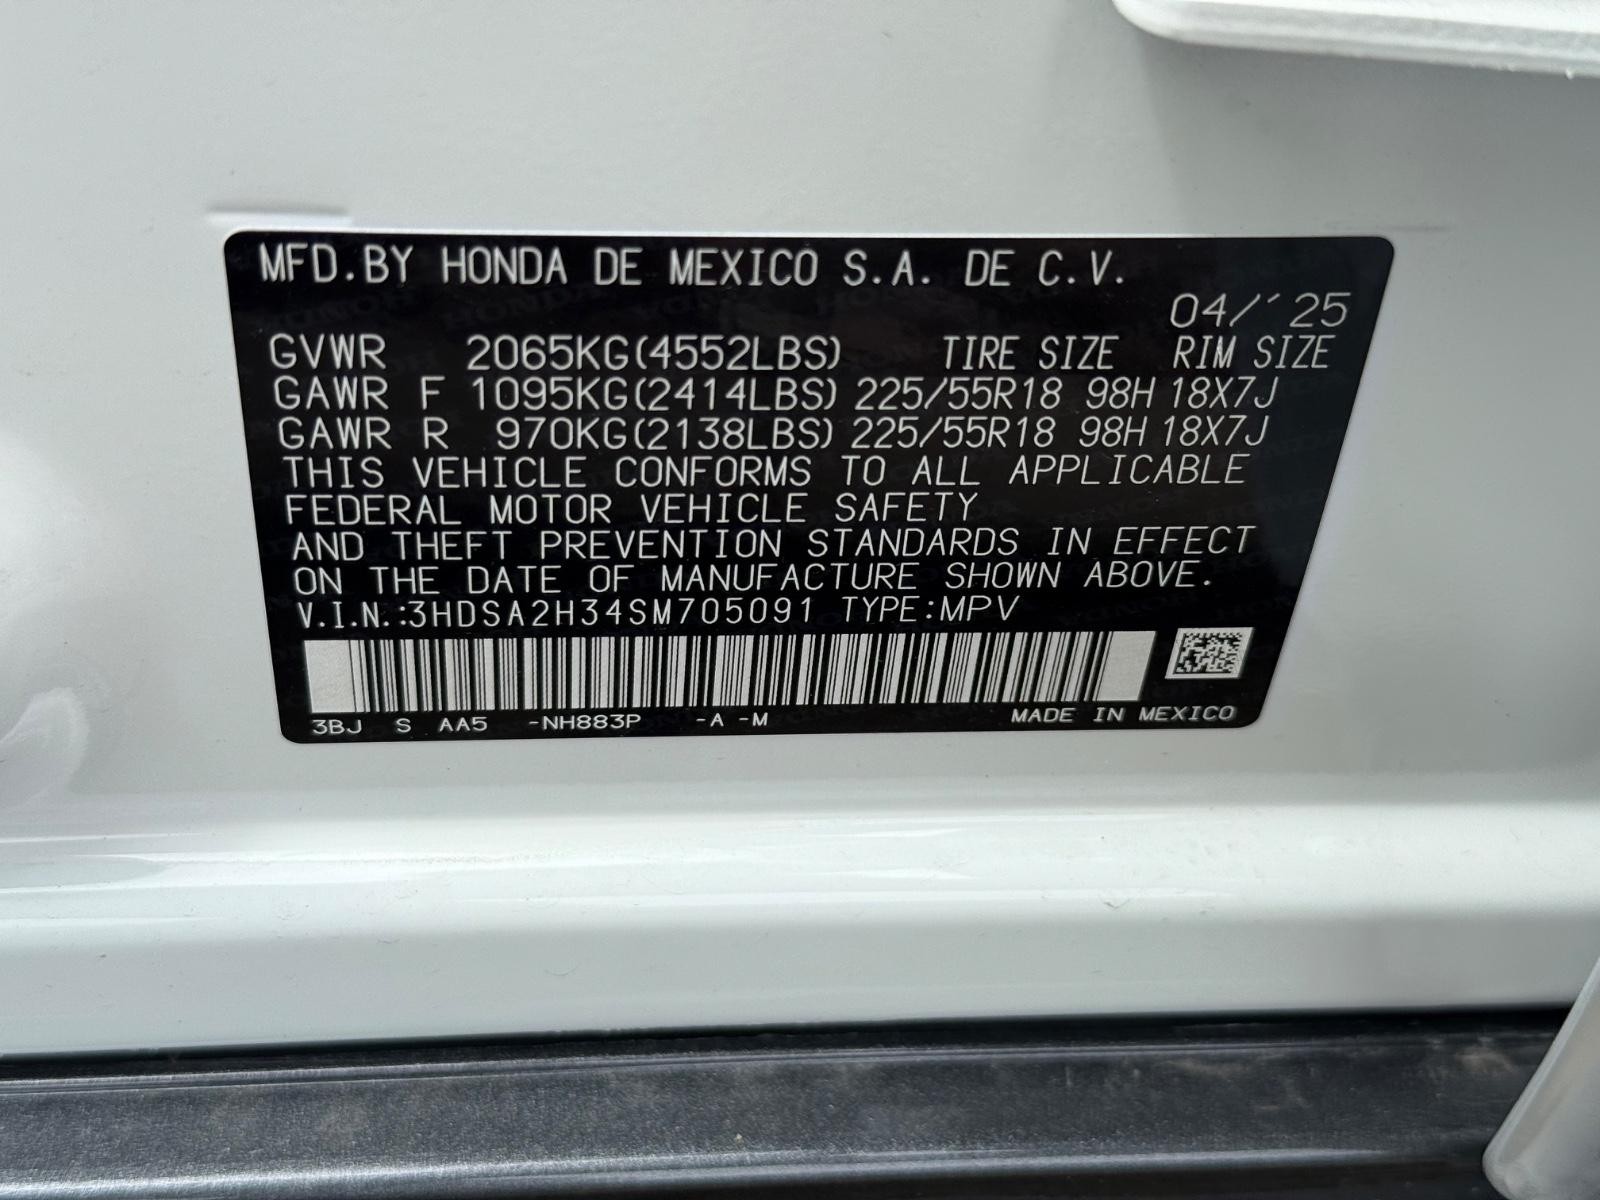 MFD.BY HONDA DE MEXICO S.A. DE C.V.
04/'25
GVWR 2065KG(4552LBS) TIRE SIZE RIM SIZE
GAWR F 1095KG(2414LBS) 225/55R18 98H 18X7J
GAWR R 970KG(2138LBS) 225/55R18 98H 18X7J
THIS VEHICLE CONFORMS TO ALL APPLICABLE
FEDERAL MOTOR VEHICLE SAFETY
AND THEFT PREVENTION STANDARDS IN EFFECT
ON THE DATE OF MANUFACTURE SHOWN ABOVE.
V.I.N.:3HDSA2H34SM705091 TYPE:MPV
3BJ S AA5 -NH883P -A -M MADE IN MEXICO